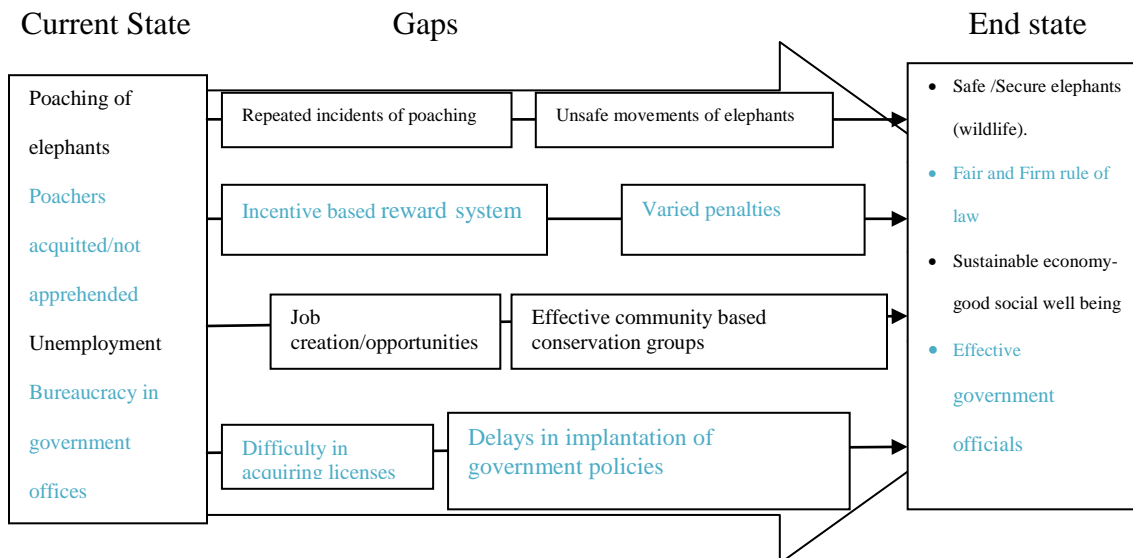 Current State
Gaps
End state
Poaching of
elephants
Poachers
acquitted/not
apprehended
Unemployment
Bureaucracy in
government
offices
Repeated incidents of poaching
Unsafe movements of elephants
Incentive based reward system
Varied penalties
Job
creation/opportunities
Effective community based
conservation groups
Difficulty in
acquiring licenses
Delays in implantation of
government policies
• Safe /Secure elephants
(wildlife).
• Fair and Firm rule of
law
• Sustainable economy-
good social well being
• Effective
government
officials